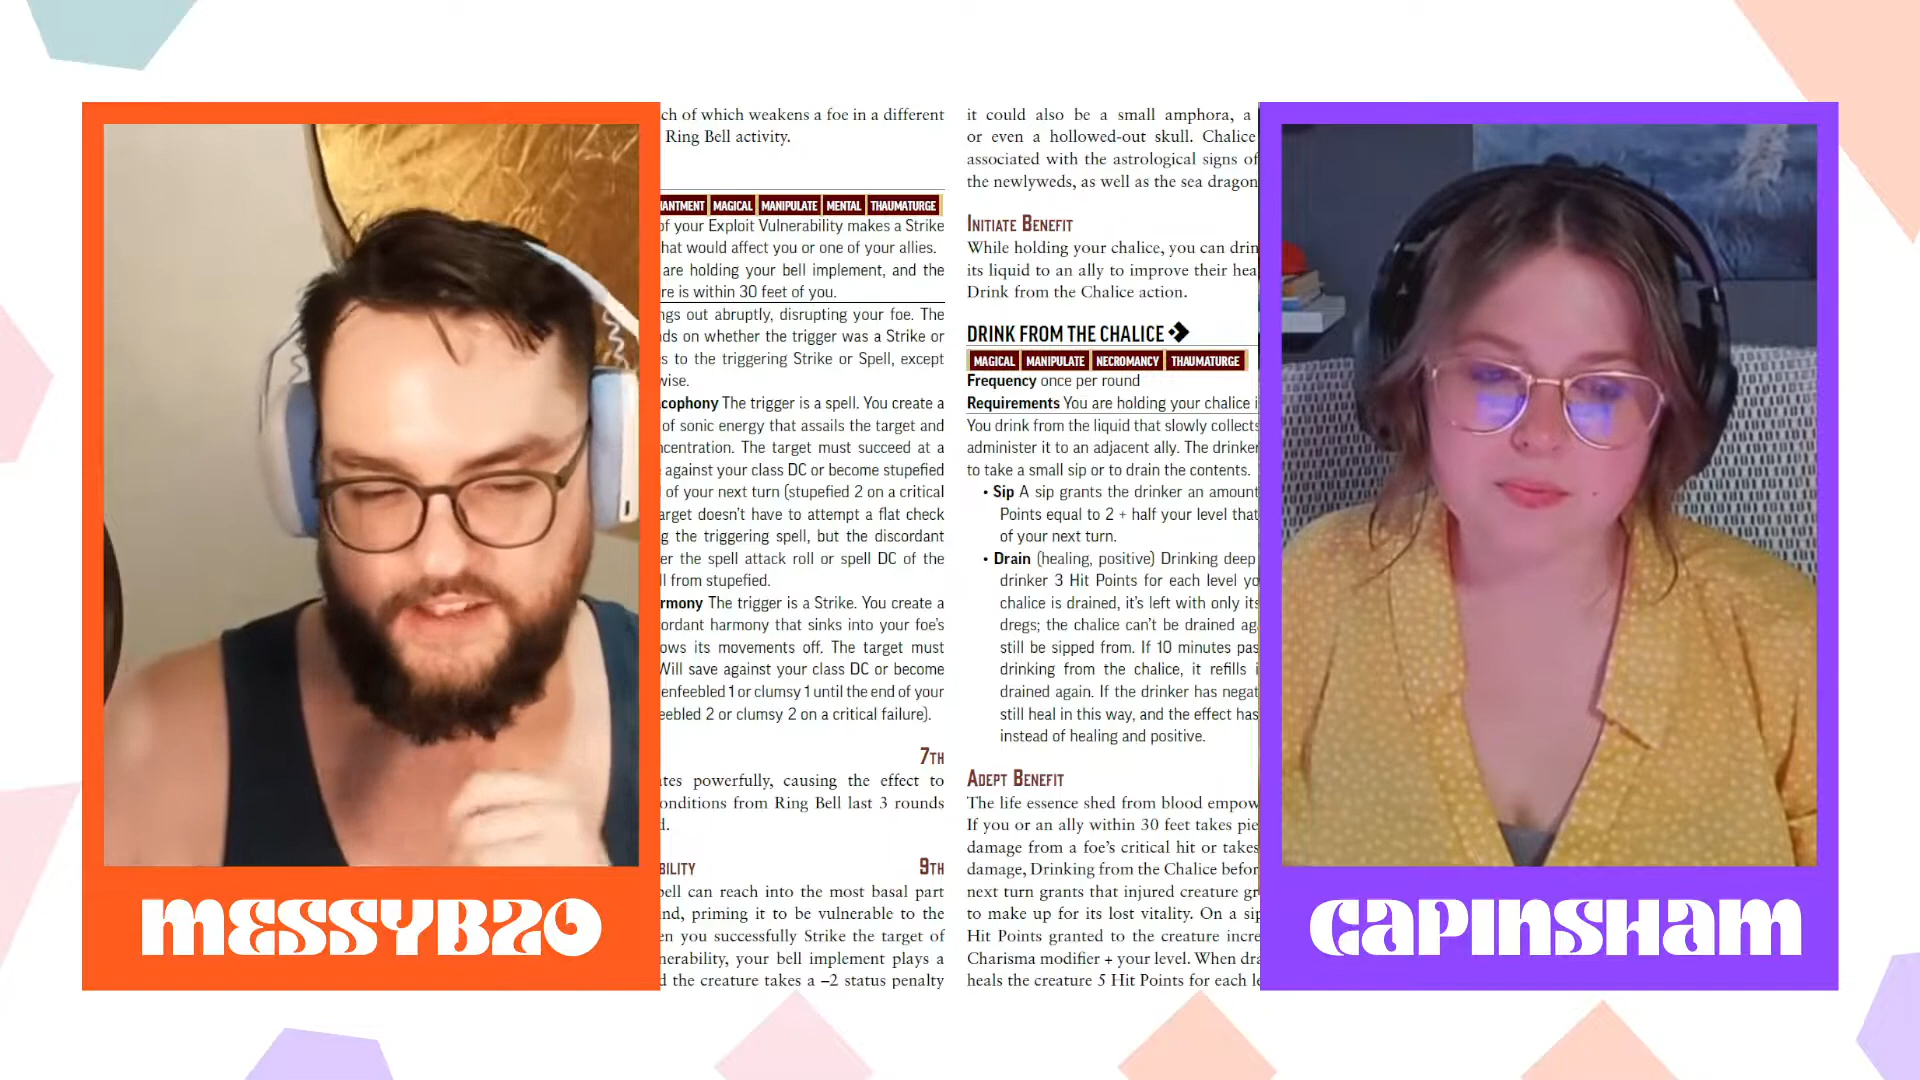 ch of which weakens a foe in a different
Ring Bell activity.
MAGICAL MANIPULATE MENTAL THAUMATURGE
of your Exploit Vulnerability makes a Strike
hat would affect you or one of your allies.
are holding your bell implement, and the
re is within 30 feet of you.
ngs out abruptly, disrupting your foe. The
ds on whether the trigger was a Strike or
s to the triggering Strike or Spell, except
wise.
cophony The trigger is a spell. You create a
of sonic energy that assails the target and
ncentration. The target must succeed at a
against your class DC or become stupefied
of your next turn (stupefied 2 on a critical
arget doesn't have to attempt a flat check
g the triggering spell, but the discordant
er the spell attack roll or spell DC of the
ll from stupefied.
rmony The trigger is a Strike. You create a
ordant harmony that sinks into your foe's
ows its movements off. The target must
Will save against your class DC or become
enfeebled 1 or clumsy 1 until the end of your
eebled 2 or clumsy 2 on a critical failure).
7TH
tes powerfully, causing the effect to
onditions from Ring Bell last 3 rounds
d.
BILITY 9TH
ell can reach into the most basal part
nd, priming it to be vulnerable to the
en you successfully Strike the target of
nerability, your bell implement plays a
d the creature takes a –2 status penalty
it could also be a small amphora, a
or even a hollowed-out skull. Chalice
associated with the astrological signs of
the newlyweds, as well as the sea dragon
INITIATE BENEFIT
While holding your chalice, you can drin
its liquid to an ally to improve their hea
Drink from the Chalice action.
DRINK FROM THE CHALICE
MAGICAL MANIPULATE NECROMANCY THAUMATURGE
Frequency once per round
Requirements You are holding your chalice i
You drink from the liquid that slowly collects
administer it to an adjacent ally. The drinker
to take a small sip or to drain the contents.
• Sip A sip grants the drinker an amount
Points equal to 2 + half your level that
of your next turn.
• Drain (healing, positive) Drinking deep
drinker 3 Hit Points for each level yo
chalice is drained, it's left with only its
dregs; the chalice can't be drained ag
still be sipped from. If 10 minutes pas
drinking from the chalice, it refills i
drained again. If the drinker has negat
still heal in this way, and the effect has
instead of healing and positive.
ADEPT BENEFIT
The life essence shed from blood empow
If you or an ally within 30 feet takes pie
damage from a foe's critical hit or takes
damage, Drinking from the Chalice befor
next turn grants that injured creature gr
to make up for its lost vitality. On a sip
Hit Points granted to the creature incre
Charisma modifier + your level. When dra
heals the creature 5 Hit Points for each le
MESSYB20
CAPINSHAM